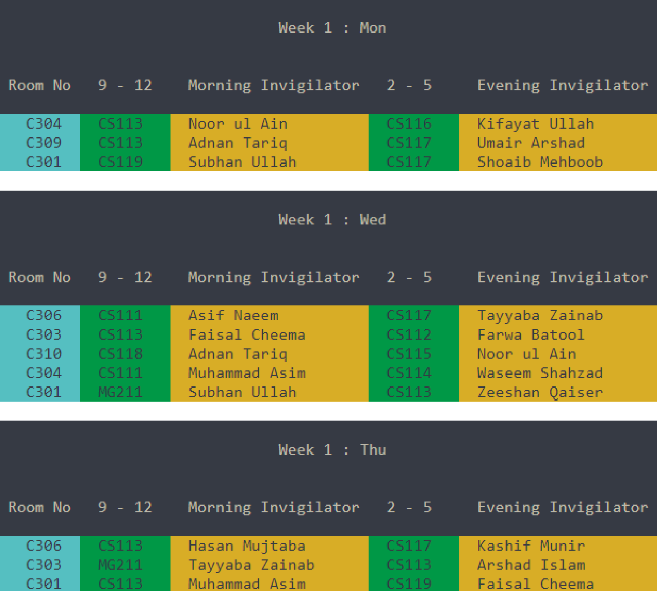 Week 1 : Mon
Room No 9 - 12 Morning Invigilator 2 - 5 Evening Invigilator
C304 CS113 Noor ul Ain CS116 Kifayat Ullah
C309 CS113 Adnan Tariq CS117 Umair Arshad
C301 CS119 Subhan Ullah CS117 Shoaib Mehboob
Week 1 : Wed
Room No 9 - 12 Morning Invigilator 2 - 5 Evening Invigilator
C306 CS111 Asif Naeem CS117 Tayyaba Zainab
C303 CS113 Faisal Cheema CS112 Farwa Batool
C310 CS118 Adnan Tariq CS115 Noor ul Ain
C304 CS111 Muhammad Asim CS114 Waseem Shahzad
C301 MG211 Subhan Ullah CS113 Zeeshan Qaiser
Week 1 : Thu
Room No 9 - 12 Morning Invigilator 2 - 5 Evening Invigilator
C306 CS113 Hasan Mujtaba CS117 Kashif Munir
C303 MG211 Tayyaba Zainab CS113 Arshad Islam
C301 CS113 Muhammad Asim CS119 Faisal Cheema